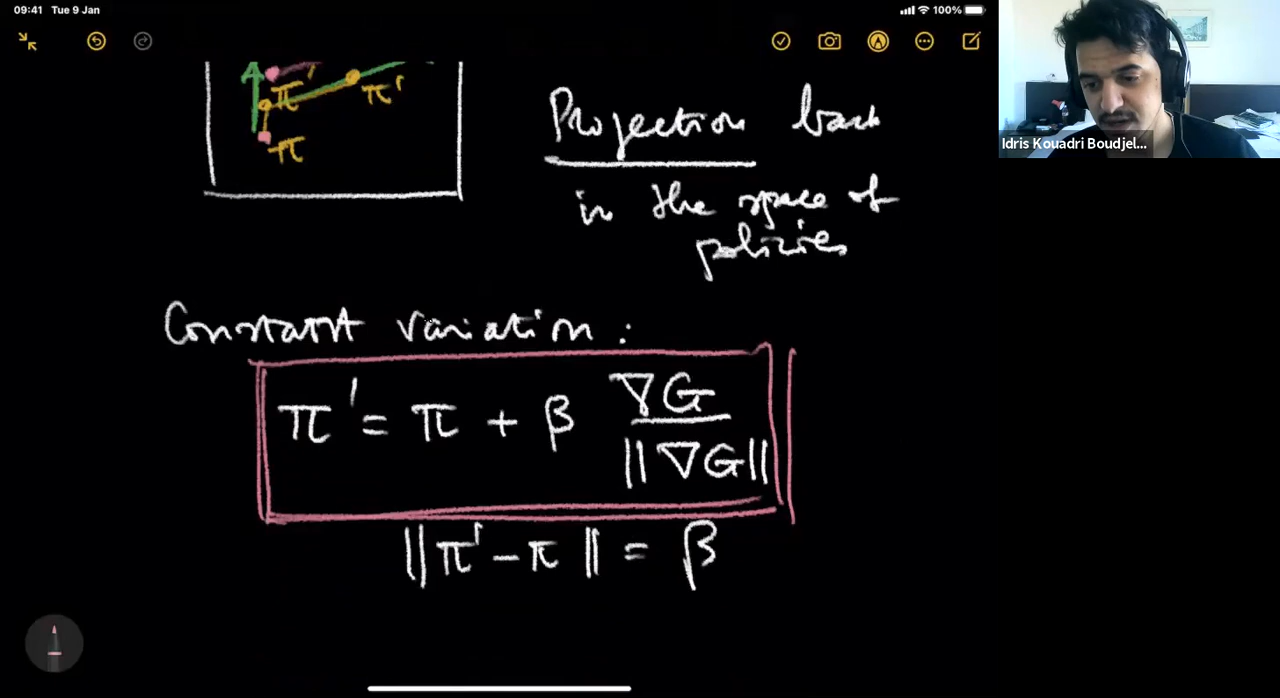 09:41 Tue 9 Jan
100%
π'
π'
π
Projection back
in the space of
policies
Constant variation :
π' = π + β ∇G / ||∇G||
||π' - π|| = β
Idris Kouadri Boudjel...